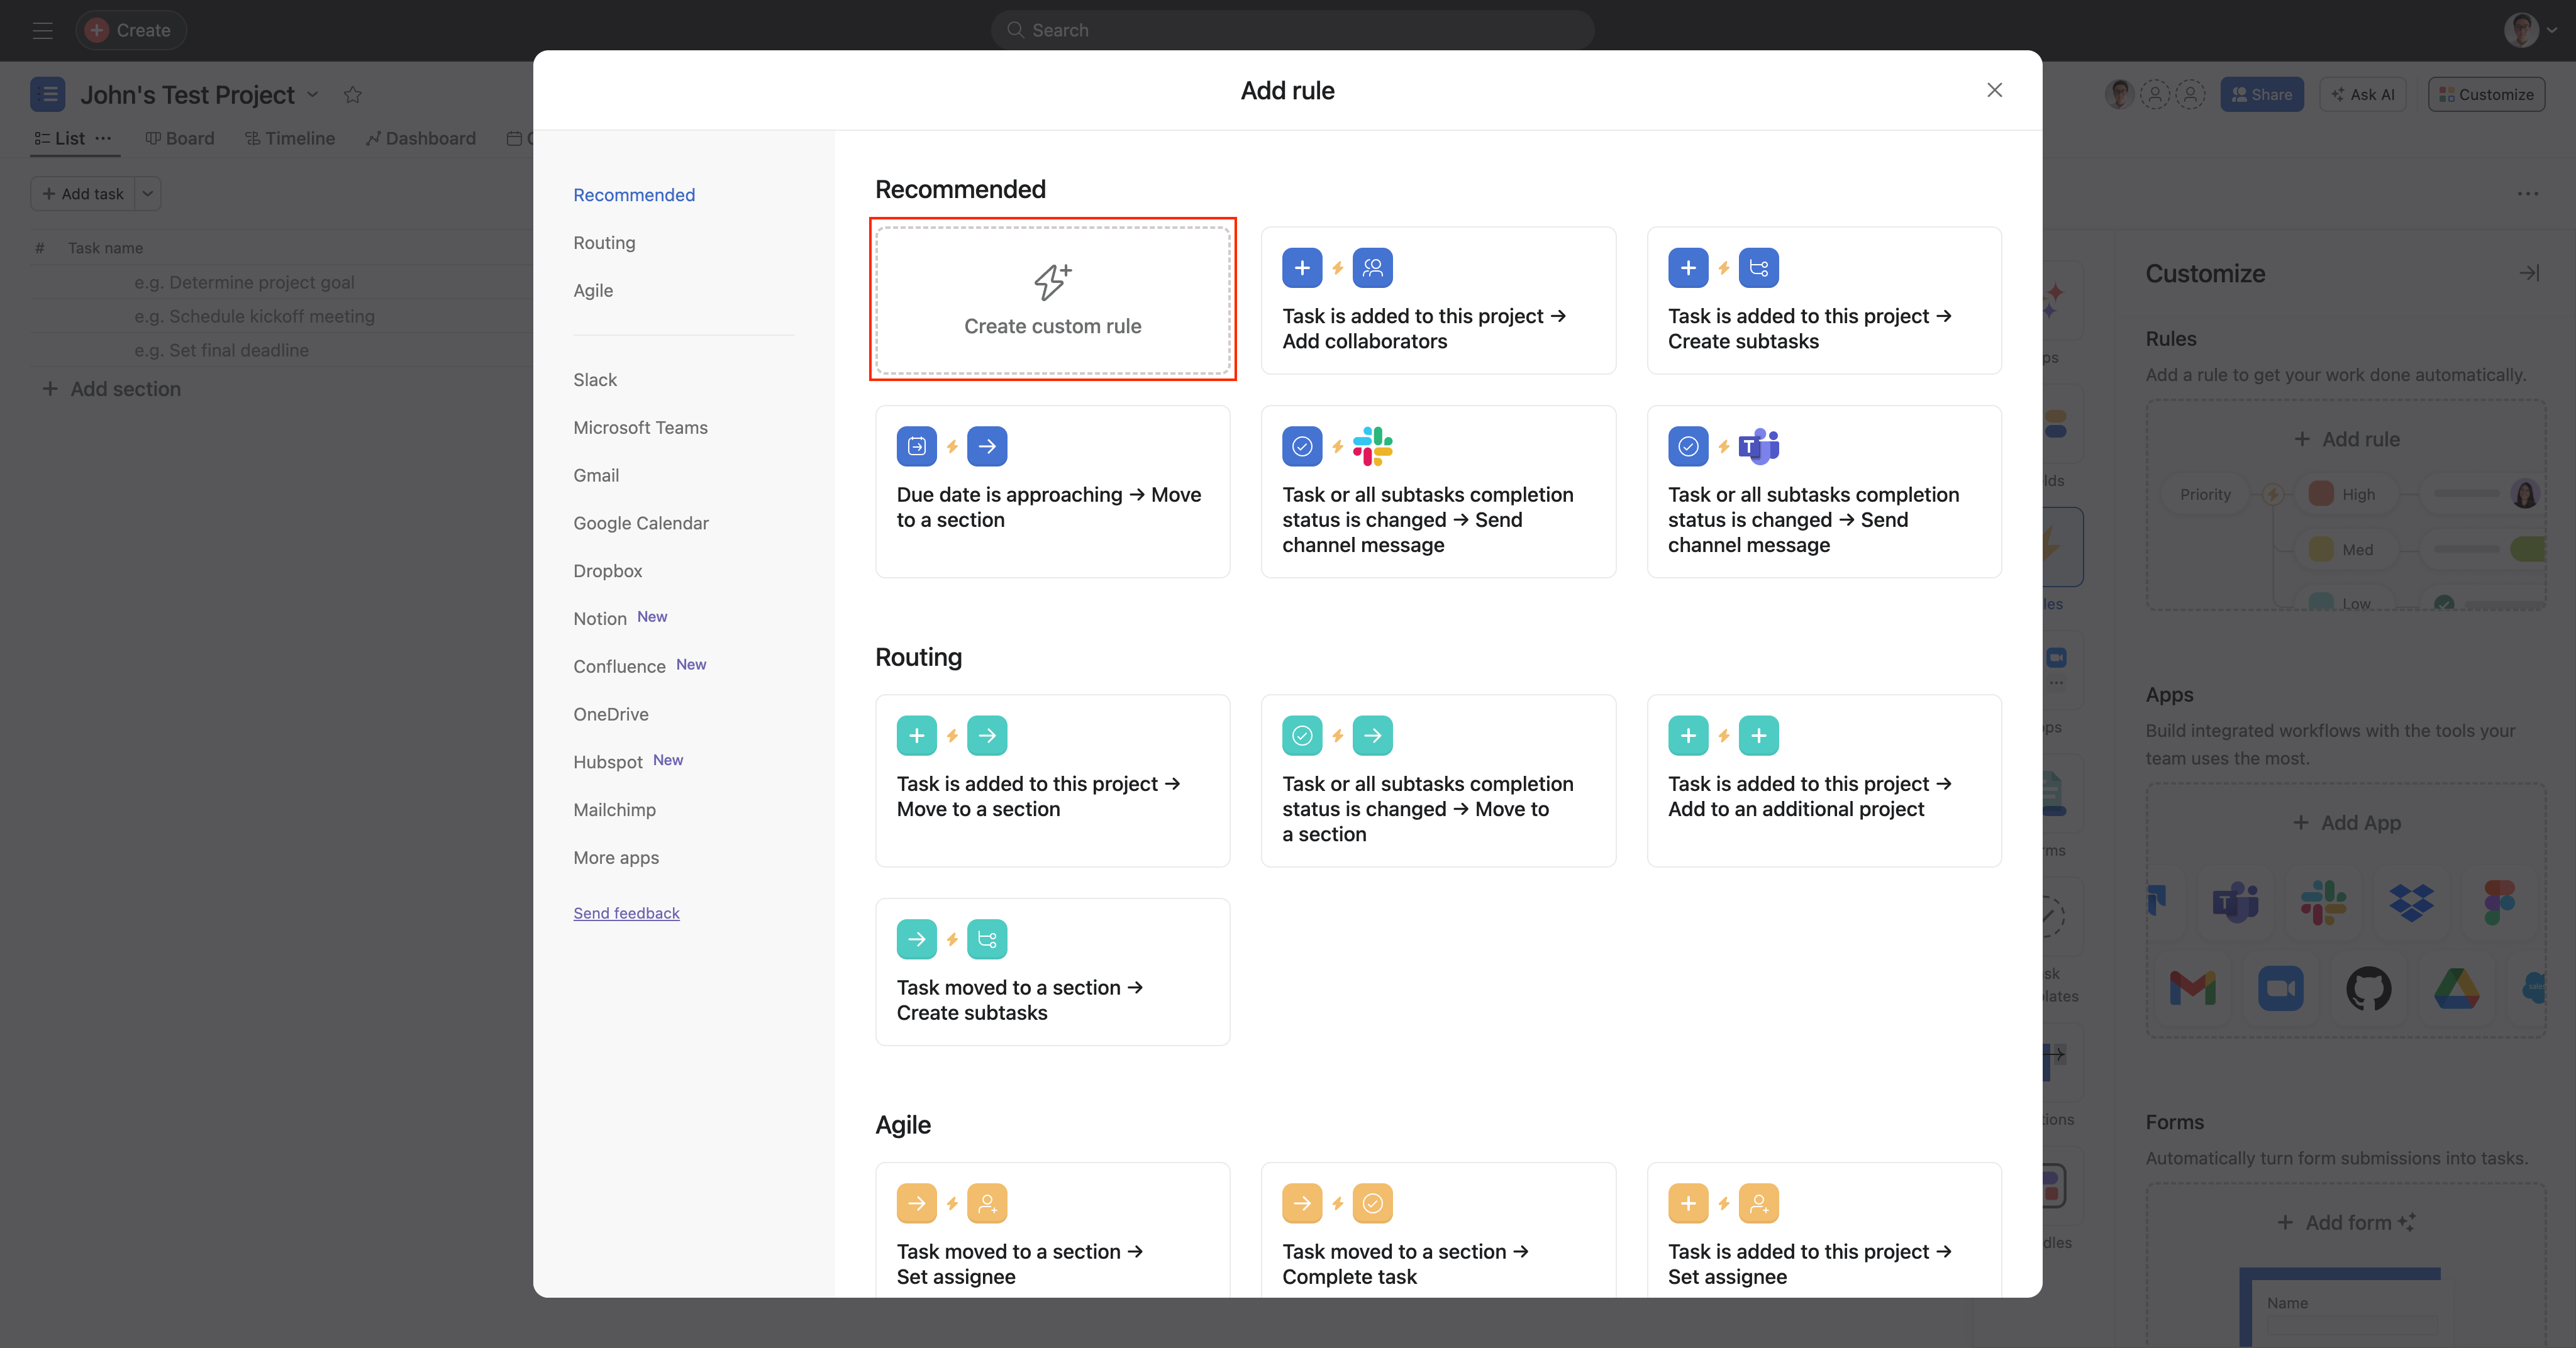 Create
Search
John's Test Project
Share
Ask AI
Customize
List
Board
Timeline
Dashboard
Add task
# Task name
e.g. Determine project goal
e.g. Schedule kickoff meeting
e.g. Set final deadline
Add section
Add rule
Recommended
Routing
Agile
Slack
Microsoft Teams
Gmail
Google Calendar
Dropbox
Notion New
Confluence New
OneDrive
Hubspot New
Mailchimp
More apps
Send feedback
Recommended
Create custom rule
Task is added to this project →
Add collaborators
Task is added to this project →
Create subtasks
Due date is approaching → Move
to a section
Task or all subtasks completion
status is changed → Send
channel message
Task or all subtasks completion
status is changed → Send
channel message
Routing
Task is added to this project →
Move to a section
Task or all subtasks completion
status is changed → Move to
a section
Task is added to this project →
Add to an additional project
Task moved to a section →
Create subtasks
Agile
Task moved to a section →
Set assignee
Task moved to a section →
Complete task
Task is added to this project →
Set assignee
Customize
Rules
Add a rule to get your work done automatically.
Add rule
Priority
High
Med
Low
Apps
Build integrated workflows with the tools your
team uses the most.
Add App
Forms
Automatically turn form submissions into tasks.
Add form
Name